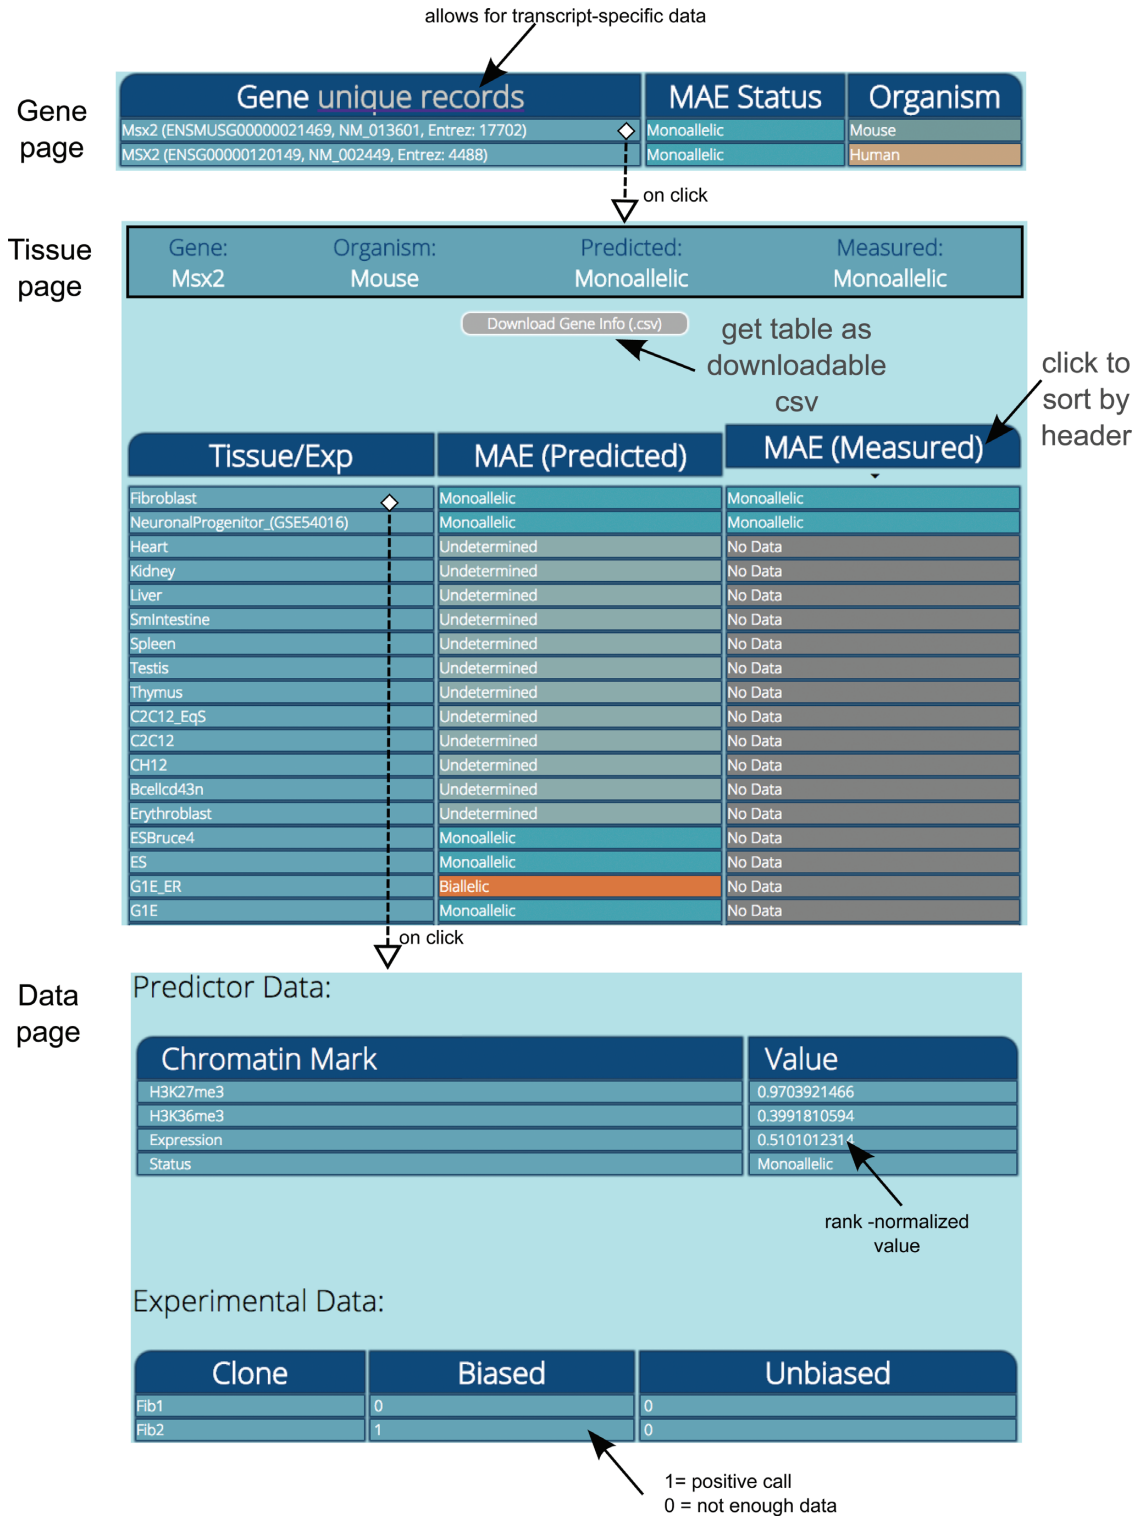 allows for transcript-specific data
Gene page
Gene unique records MAE Status Organism
Msx2 (ENSMUSG00000021469, NM_013601, Entrez: 17702) Monoallelic Mouse
MSX2 (ENSG00000120149, NM_002449, Entrez: 4488) Monoallelic Human
on click
Tissue page
Gene: Organism: Predicted: Measured:
Msx2 Mouse Monoallelic Monoallelic
Download Gene Info (.csv)
get table as
downloadable
csv
click to
sort by
header
Tissue/Exp MAE (Predicted) MAE (Measured)
Fibroblast Monoallelic Monoallelic
NeuronalProgenitor_(GSE54016) Monoallelic Monoallelic
Heart Undetermined No Data
Kidney Undetermined No Data
Liver Undetermined No Data
SmIntestine Undetermined No Data
Spleen Undetermined No Data
Testis Undetermined No Data
Thymus Undetermined No Data
C2C12_EqS Undetermined No Data
C2C12 Undetermined No Data
CH12 Undetermined No Data
Bcellcd43n Undetermined No Data
Erythroblast Undetermined No Data
ESBruce4 Monoallelic No Data
ES Monoallelic No Data
G1E_ER Biallelic No Data
G1E Monoallelic No Data
on click
Data page
Predictor Data:
Chromatin Mark Value
H3K27me3 0.9703921466
H3K36me3 0.3991810594
Expression 0.5101012314
Status Monoallelic
rank -normalized
value
Experimental Data:
Clone Biased Unbiased
Fib1 0 0
Fib2 1 0
1= positive call
0 = not enough data